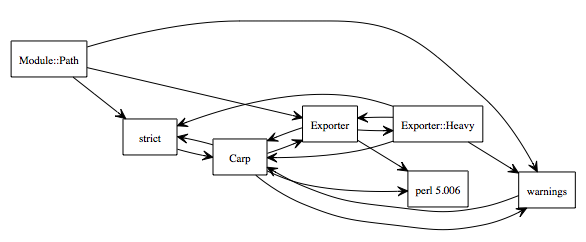 Module::Path
strict
Carp
Exporter
Exporter::Heavy
perl 5.006
warnings